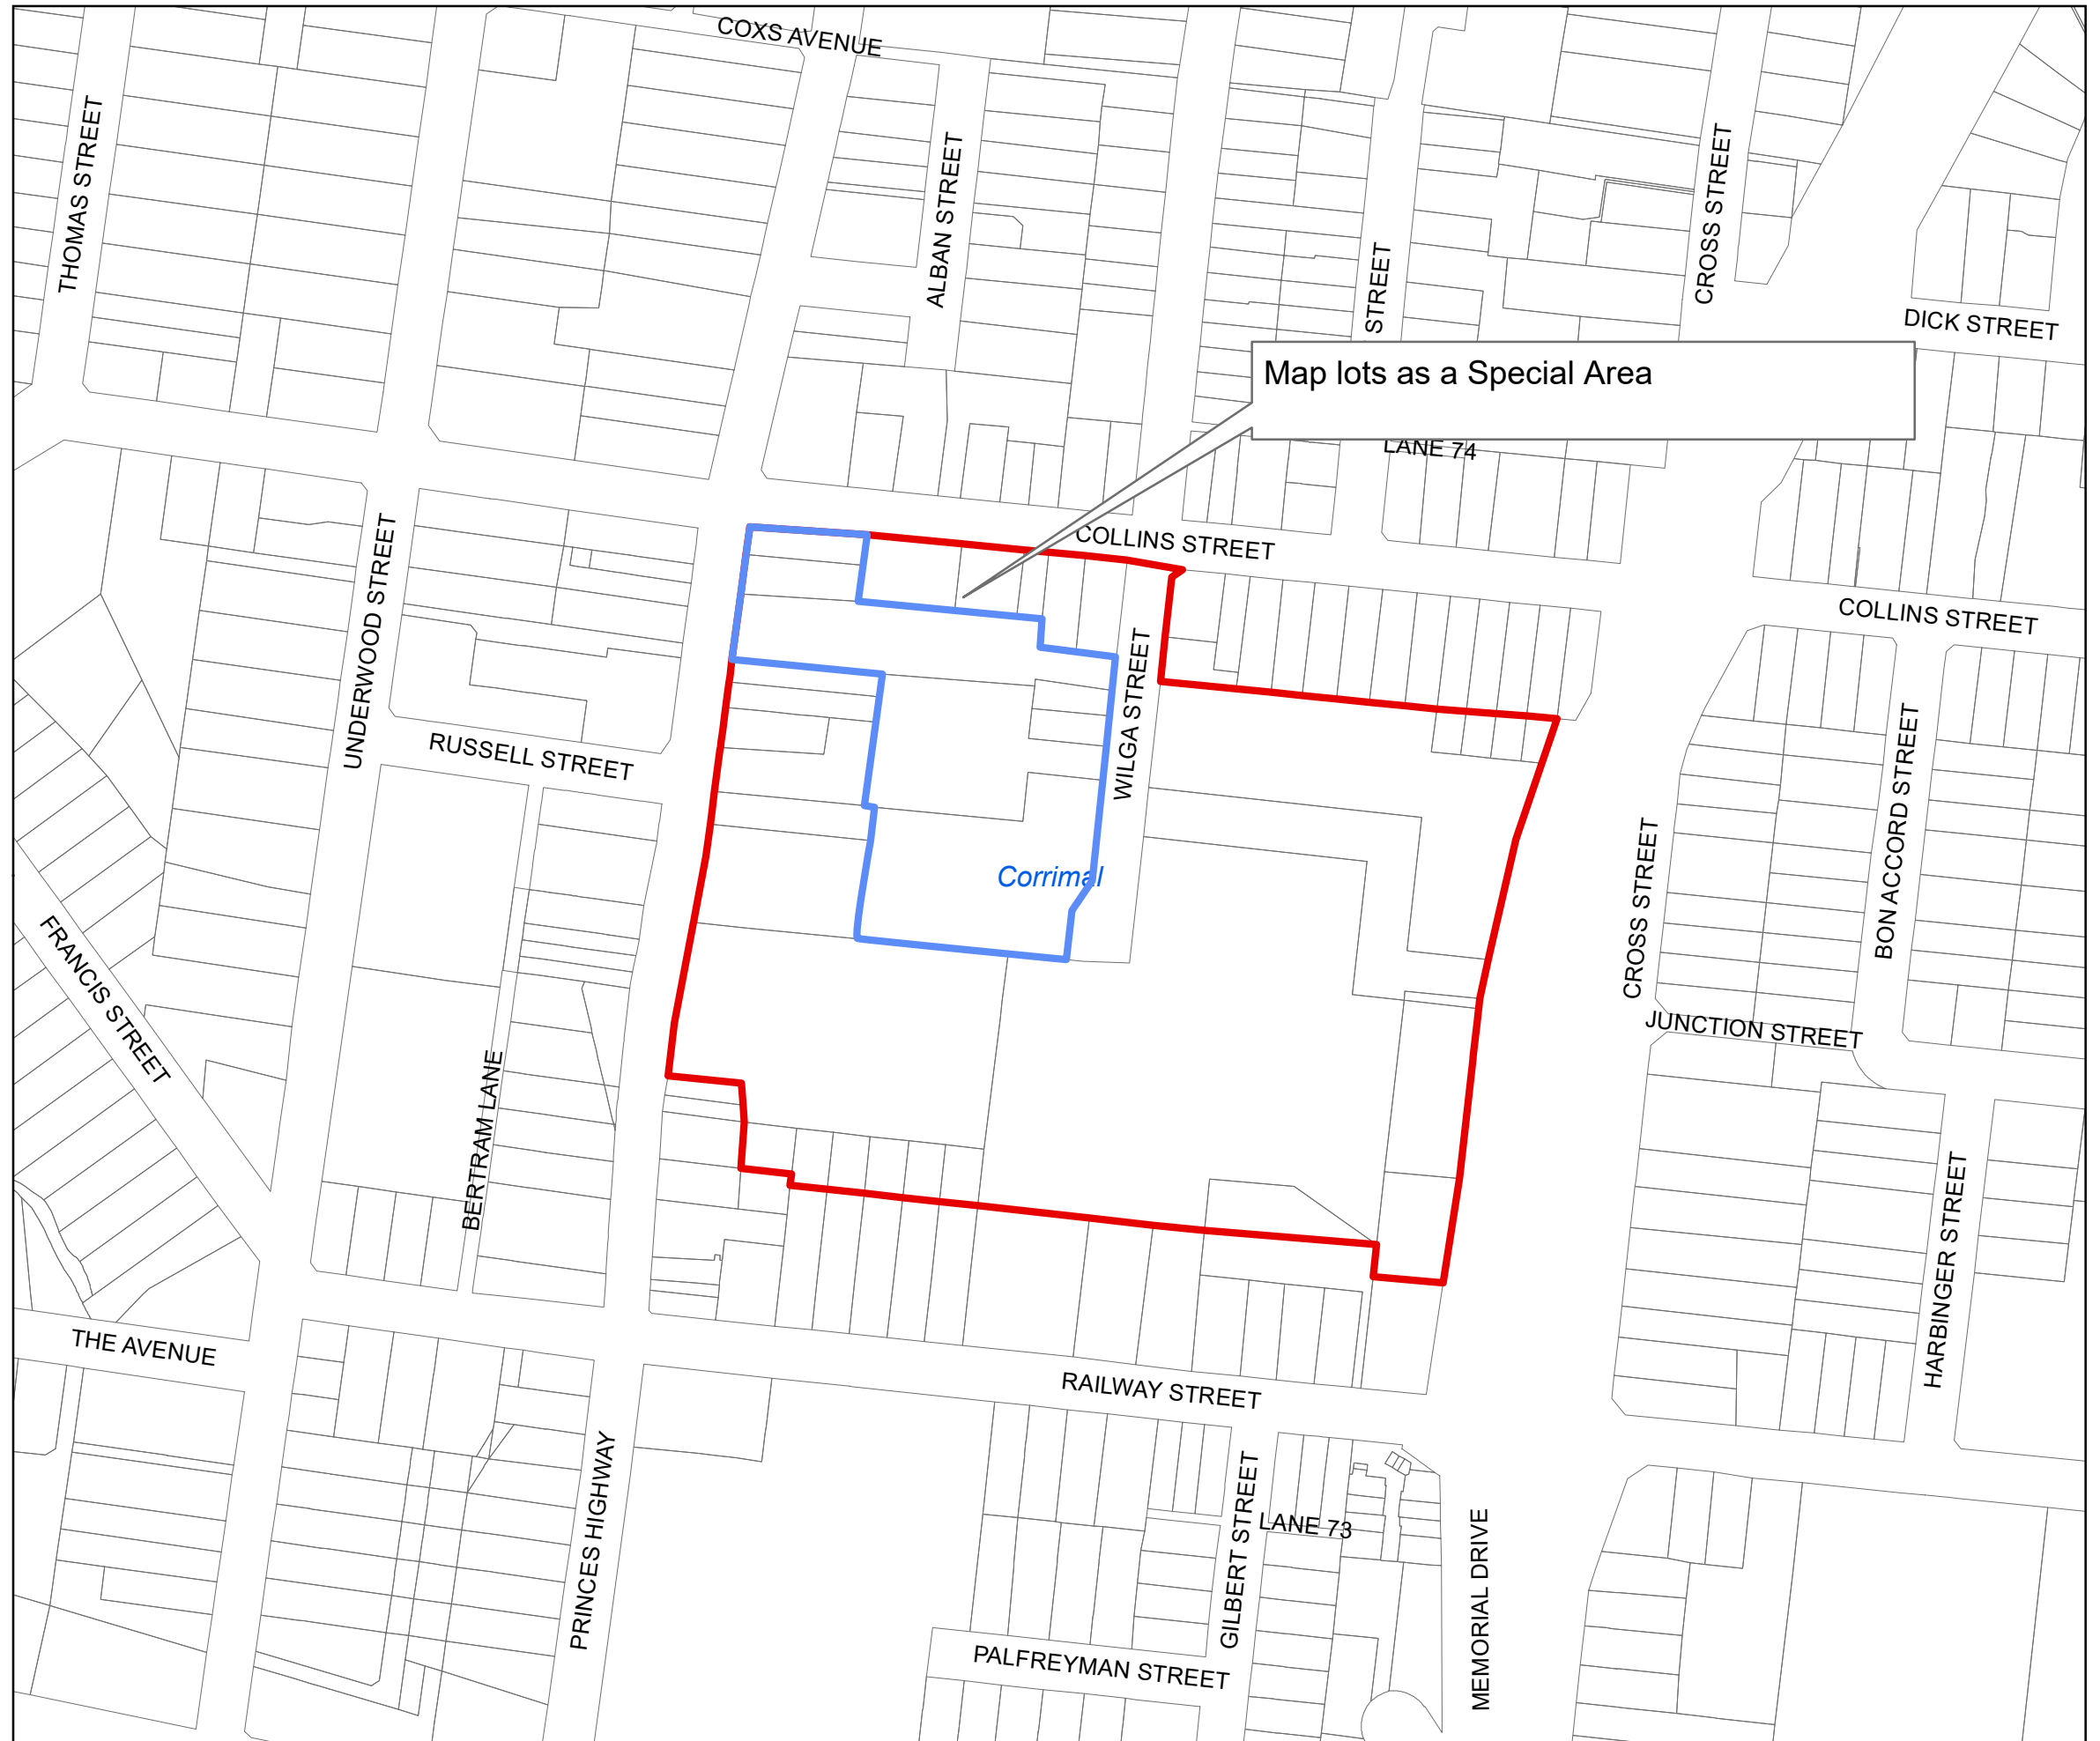 COXS AVENUE
THOMAS STREET
ALBAN STREET
CROSS STREET
STREET
DICK STREET
Map lots as a Special Area
LANE 74
COLLINS STREET
UNDERWOOD STREET
COLLINS STREET
WILGA STREET
RUSSELL STREET
BON ACCORD STREET
Corrimal
CROSS STREET
FRANCIS STREET
JUNCTION STREET
BERTRAM LANE
HARBINGER STREET
THE AVENUE
RAILWAY STREET
PRINCES HIGHWAY
GILBERT STREET
LANE 73
MEMORIAL DRIVE
PALFREYMAN STREET